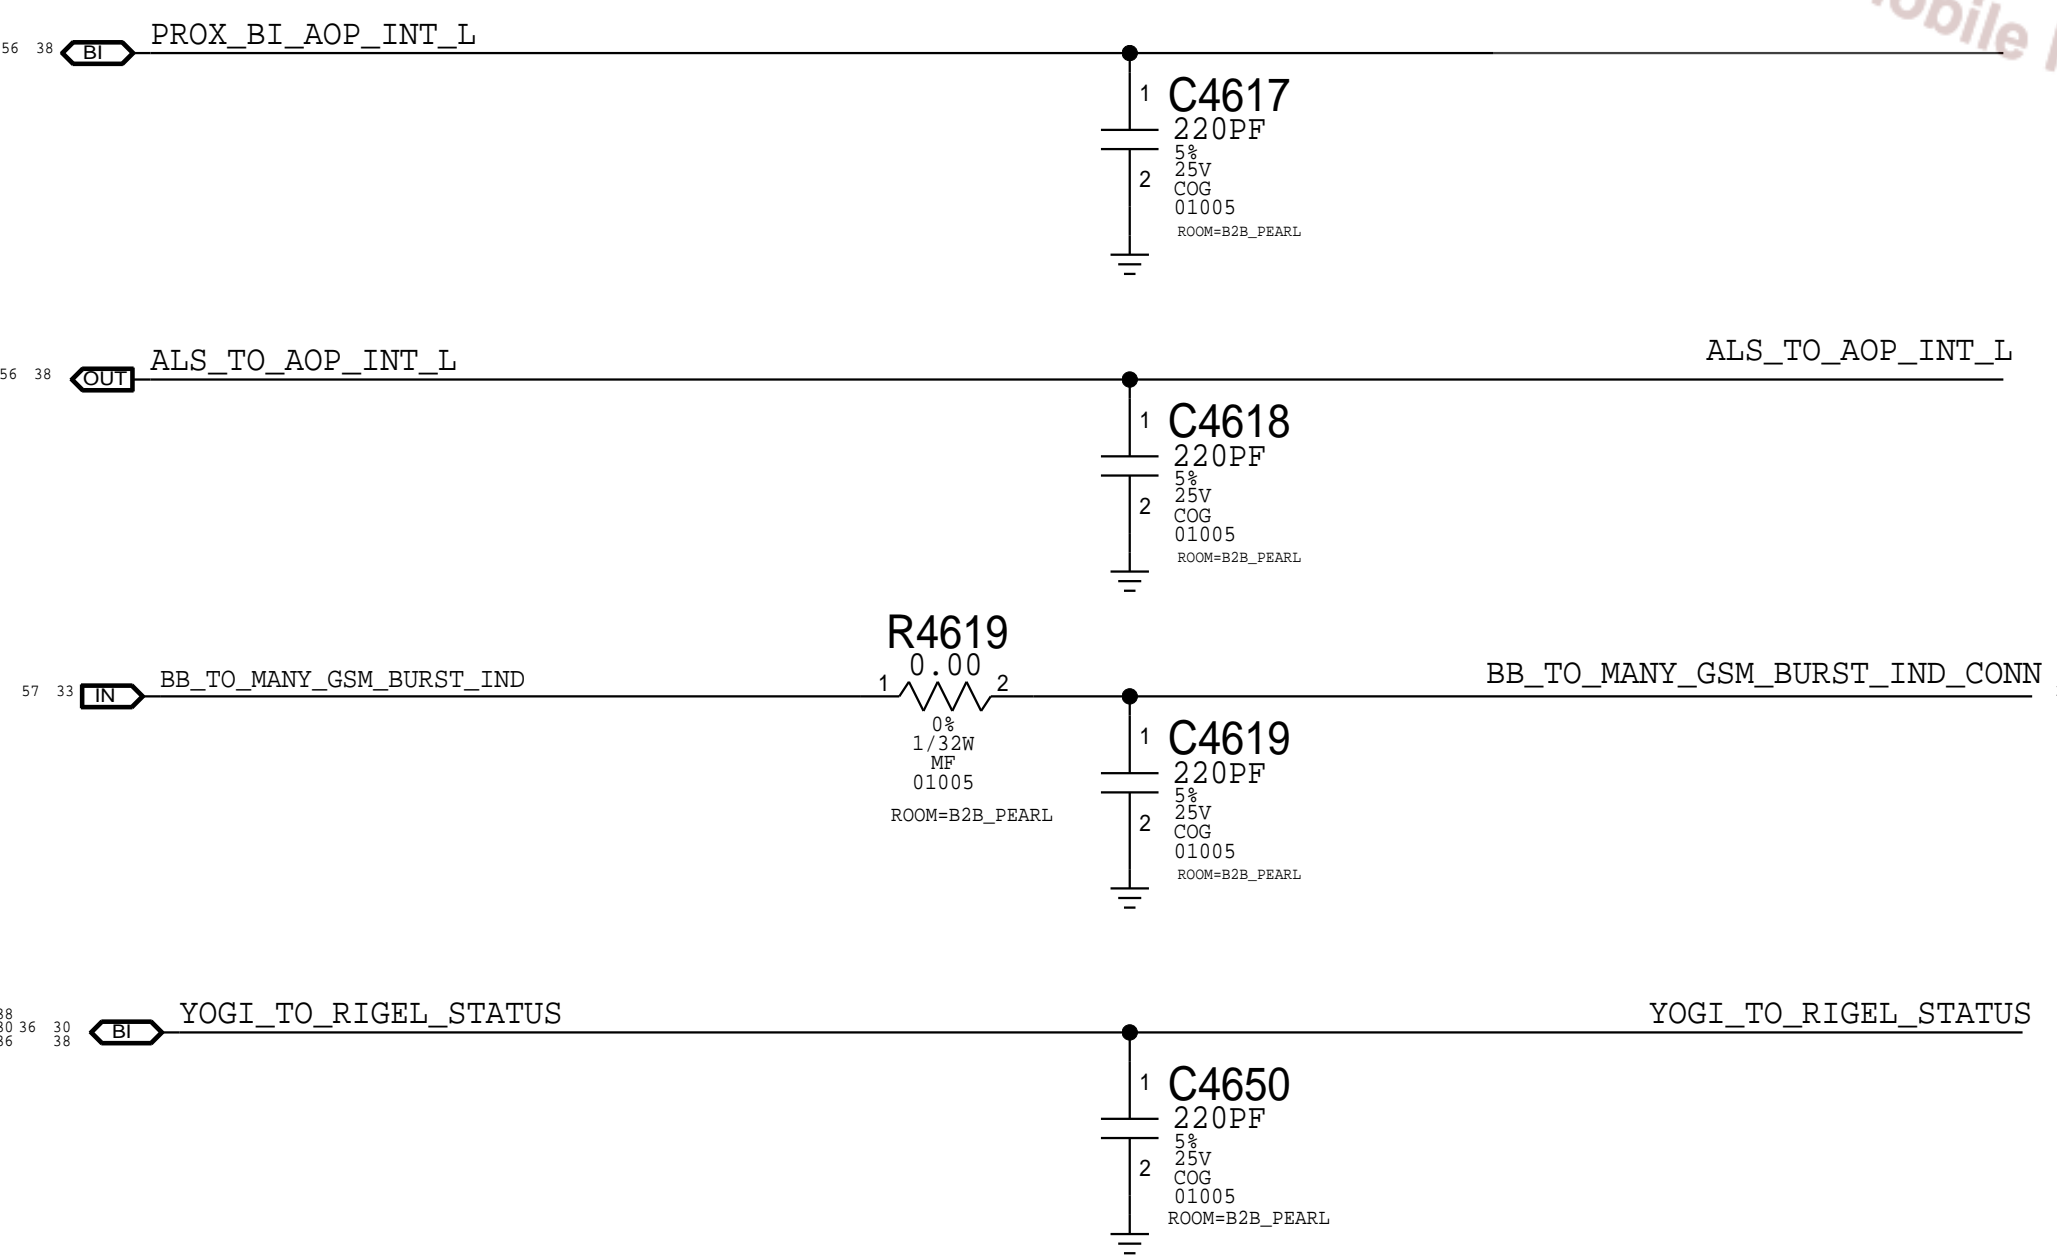 obile
56 38 BI PROX_BI_AOP_INT_L
1 C4617
220PF
5%
25V
2 COG
01005
ROOM=B2B_PEARL
56 38 OUT ALS_TO_AOP_INT_L ALS_TO_AOP_INT_L
1 C4618
220PF
5%
25V
2 COG
01005
ROOM=B2B_PEARL
R4619
0.00
57 33 IN BB_TO_MANY_GSM_BURST_IND 1 2 BB_TO_MANY_GSM_BURST_IND_CONN
0%
1/32W
MF
01005
ROOM=B2B_PEARL
1 C4619
220PF
5%
25V
2 COG
01005
ROOM=B2B_PEARL
36 30
38
BI YOGI_TO_RIGEL_STATUS YOGI_TO_RIGEL_STATUS
1 C4650
220PF
5%
25V
2 COG
01005
ROOM=B2B_PEARL